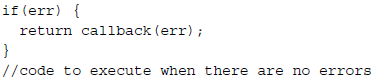 if(err) {
  return callback(err);
}
//code to execute when there are no errors